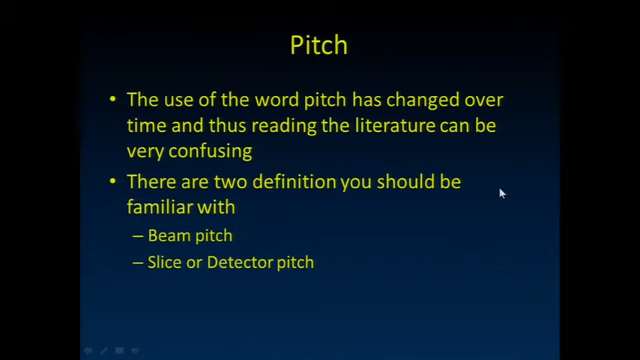 Pitch
• The use of the word pitch has changed over
time and thus reading the literature can be
very confusing
• There are two definition you should be
familiar with
– Beam pitch
– Slice or Detector pitch